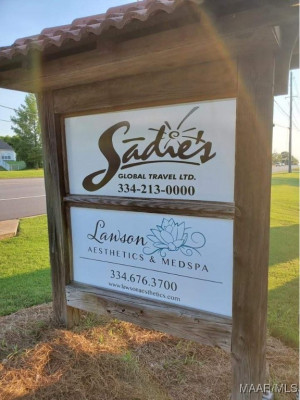 Sadie's
GLOBAL TRAVEL LTD.
334-213-0000
Lawson
AESTHETICS & MEDSPA
334.676.3700
www.lawsonaesthetics.com
MAAR/MLS